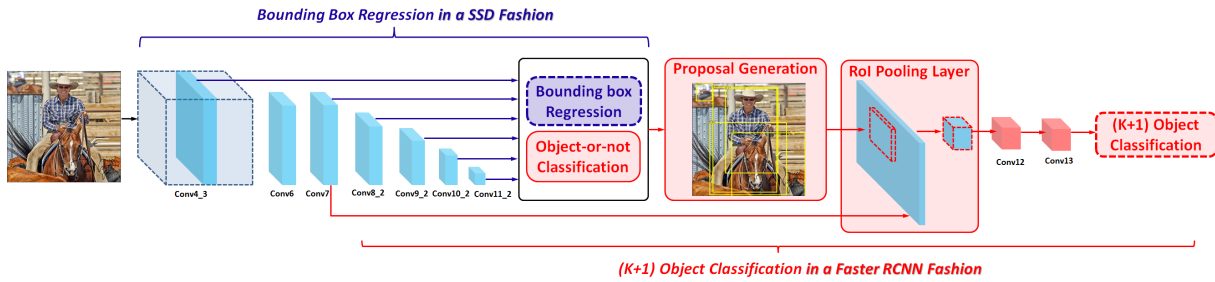 Bounding Box Regression in a SSD Fashion
Conv4_3
Conv6
Conv7
Conv8_2
Conv9_2
Conv10_2
Conv11_2
Bounding box
Regression
Object-or-not
Classification
Proposal Generation
RoI Pooling Layer
Conv12
Conv13
(K+1) Object
Classification
(K+1) Object Classification in a Faster RCNN Fashion